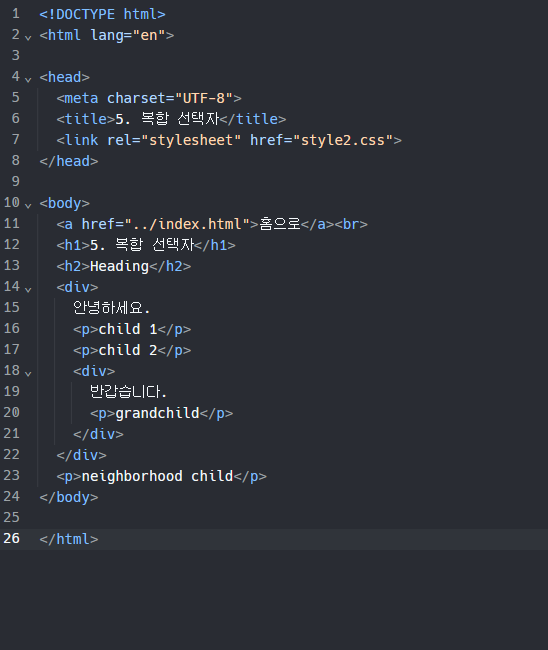 1 <!DOCTYPE html>
2 <html lang="en">
3
4 <head>
5 <meta charset="UTF-8">
6 <title>5. 복합 선택자</title>
7 <link rel="stylesheet" href="style2.css">
8 </head>
9
10 <body>
11 <a href="../index.html">홈으로</a><br>
12 <h1>5. 복합 선택자</h1>
13 <h2>Heading</h2>
14 <div>
15 안녕하세요.
16 <p>child 1</p>
17 <p>child 2</p>
18 <div>
19 반갑습니다.
20 <p>grandchild</p>
21 </div>
22 </div>
23 <p>neighborhood child</p>
24 </body>
25
26 </html>